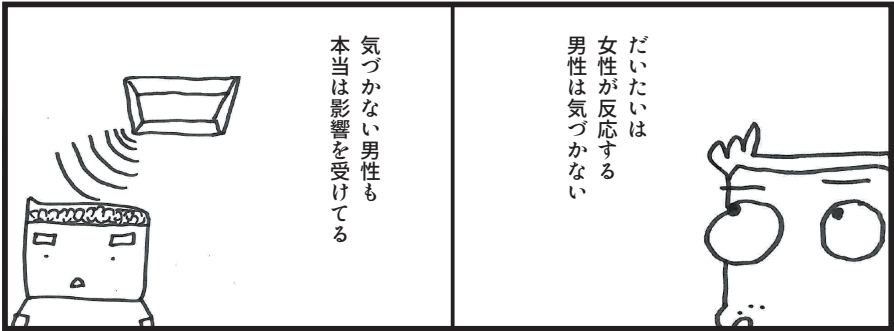 だいたいは
女性が反応する
男性は気づかない
気づかない男性も
本当は影響を受けてる